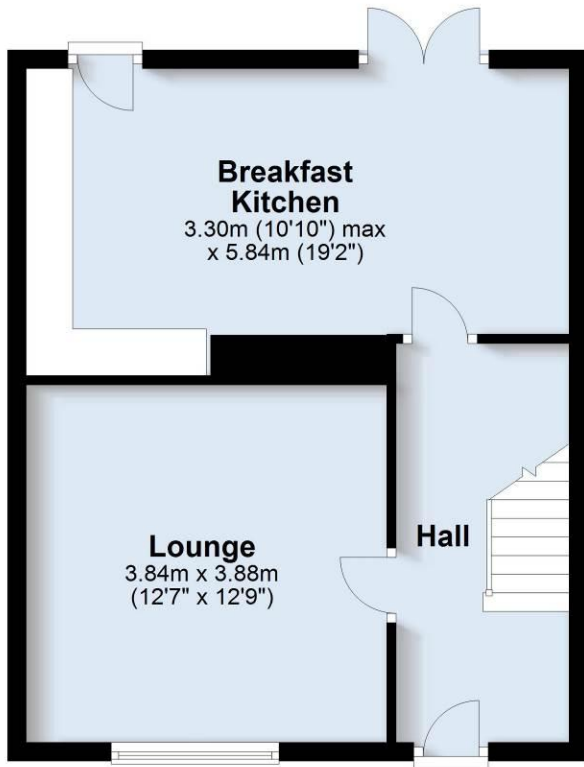 Breakfast
Kitchen
3.30m (10'10") max
x 5.84m (19'2")
Lounge
3.84m x 3.88m
(12'7" x 12'9")
Hall